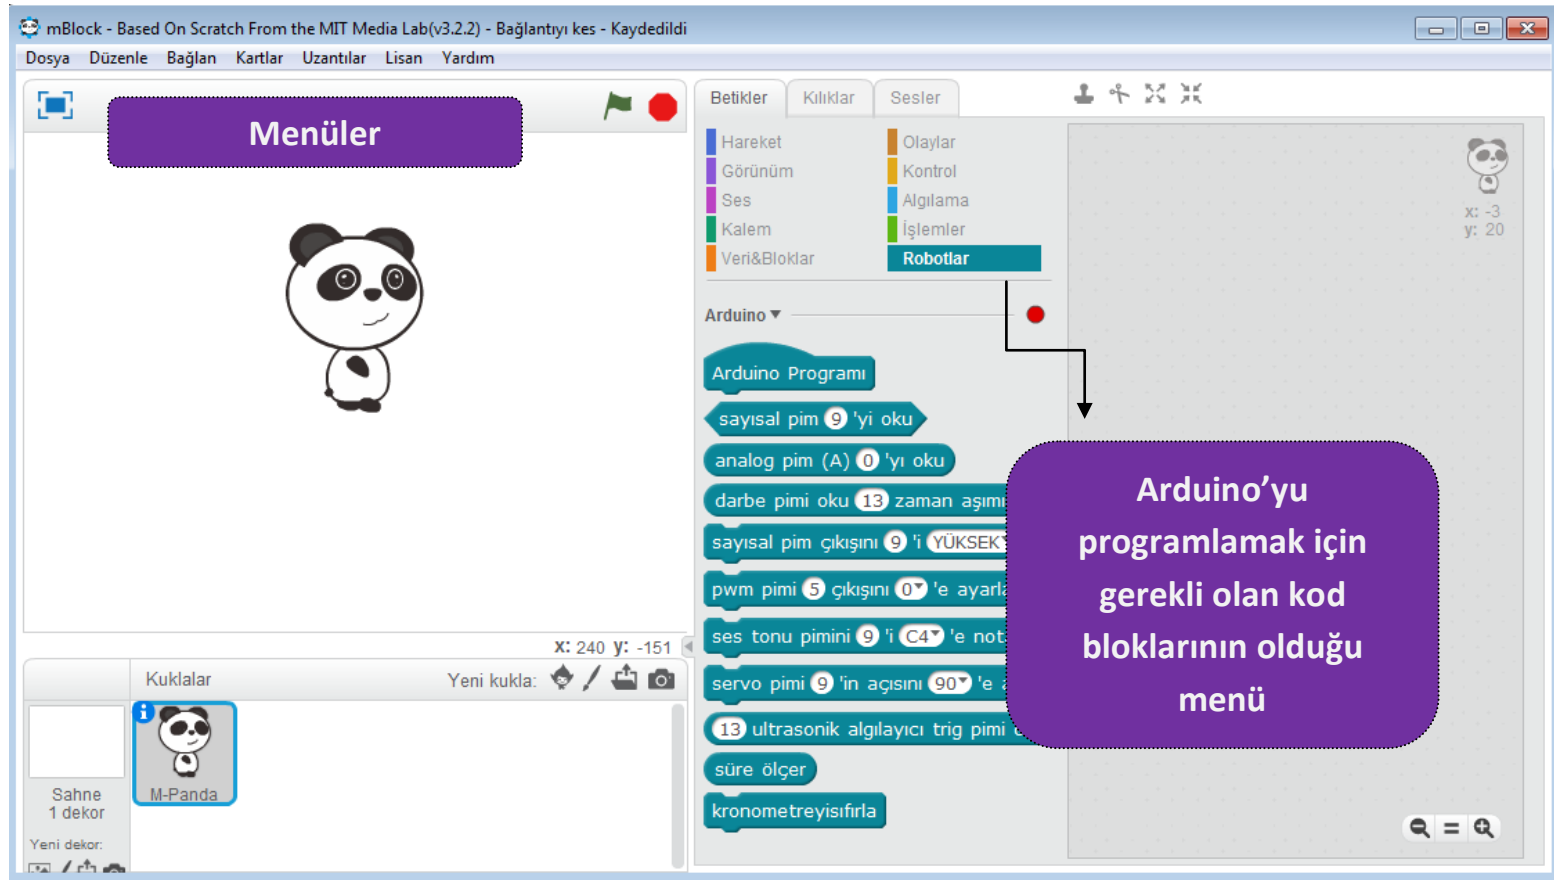 mBlock - Based On Scratch From the MIT Media Lab(v3.2.2) - Bağlantıyı kes - Kaydedildi
Dosya Düzenle Bağlan Kartlar Uzantılar Lisan Yardım
Menüler
x: 240 y: -151
Kuklalar
Yeni kukla:
M-Panda
Sahne
1 dekor
Yeni dekor:
Betikler Kılıklar Sesler
Hareket Olaylar
Görünüm Kontrol
Ses Algılama
Kalem İşlemler
Veri&Bloklar Robotlar
Arduino
Arduino Programı
sayısal pim 9 'yi oku
analog pim (A) 0 'yı oku
darbe pimi oku 13 zaman aşımı
sayısal pim çıkışını 9 'i YÜKSEK
pwm pimi 5 çıkışını 0 'e ayarla
ses tonu pimini 9 'i C4 'e not
servo pimi 9 'in açısını 90 'e
13 ultrasonik algılayıcı trig pimi
süre ölçer
kronometreyisıfırla
x: -3
y: 20
Arduino’yu
programlamak için
gerekli olan kod
bloklarının olduğu
menü